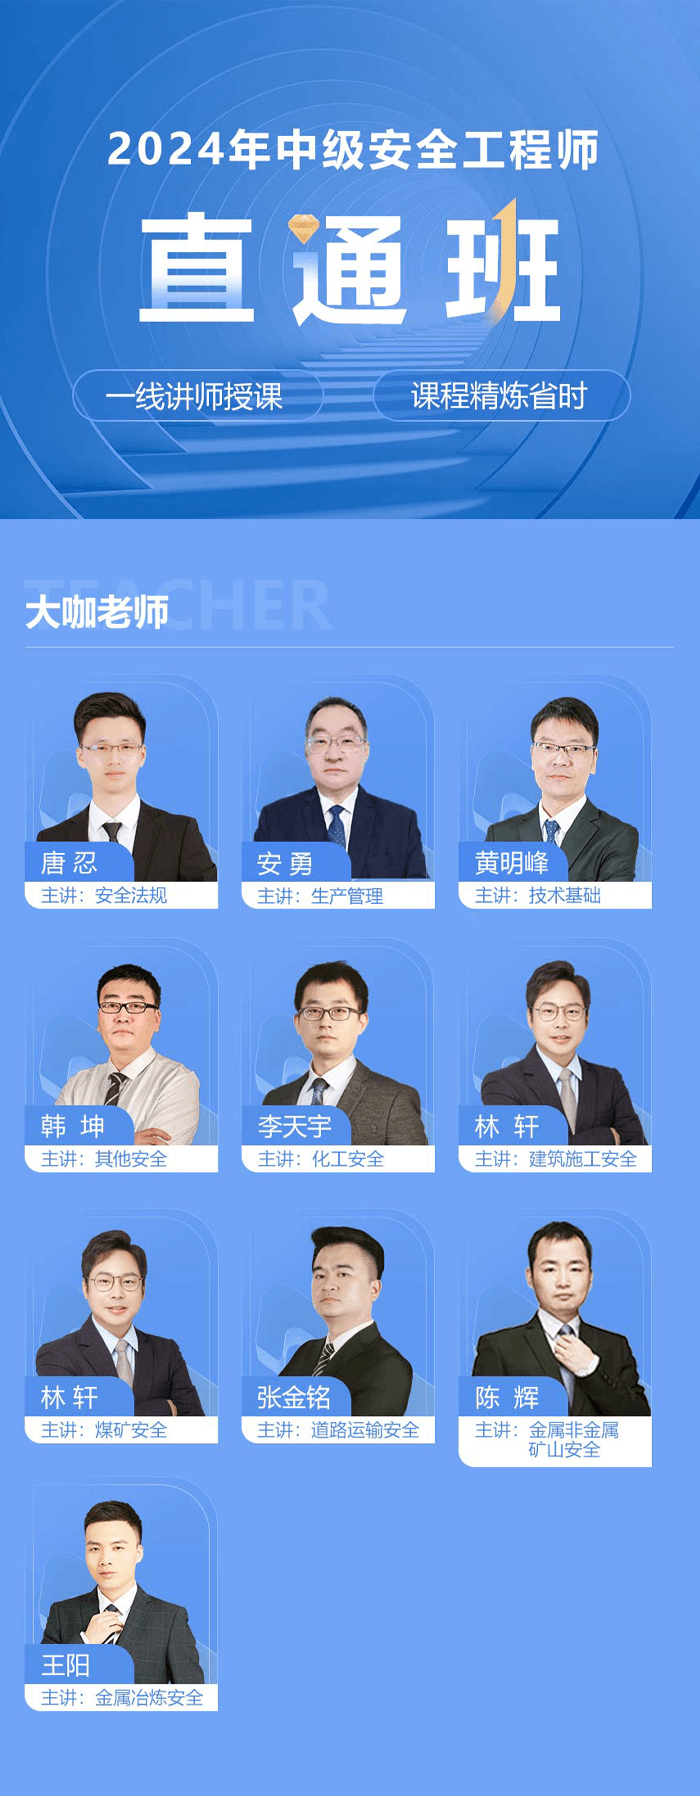 2024年中级安全工程师
直通班
一线讲师授课
课程精炼省时
TEACHER
大咖老师
唐忍
主讲：安全法规
安勇
主讲：生产管理
黄明峰
主讲：技术基础
韩坤
主讲：其他安全
李天宇
主讲：化工安全
林轩
主讲：建筑施工安全
林轩
主讲：煤矿安全
张金铭
主讲：道路运输安全
陈辉
主讲：金属非金属
矿山安全
王阳
主讲：金属冶炼安全